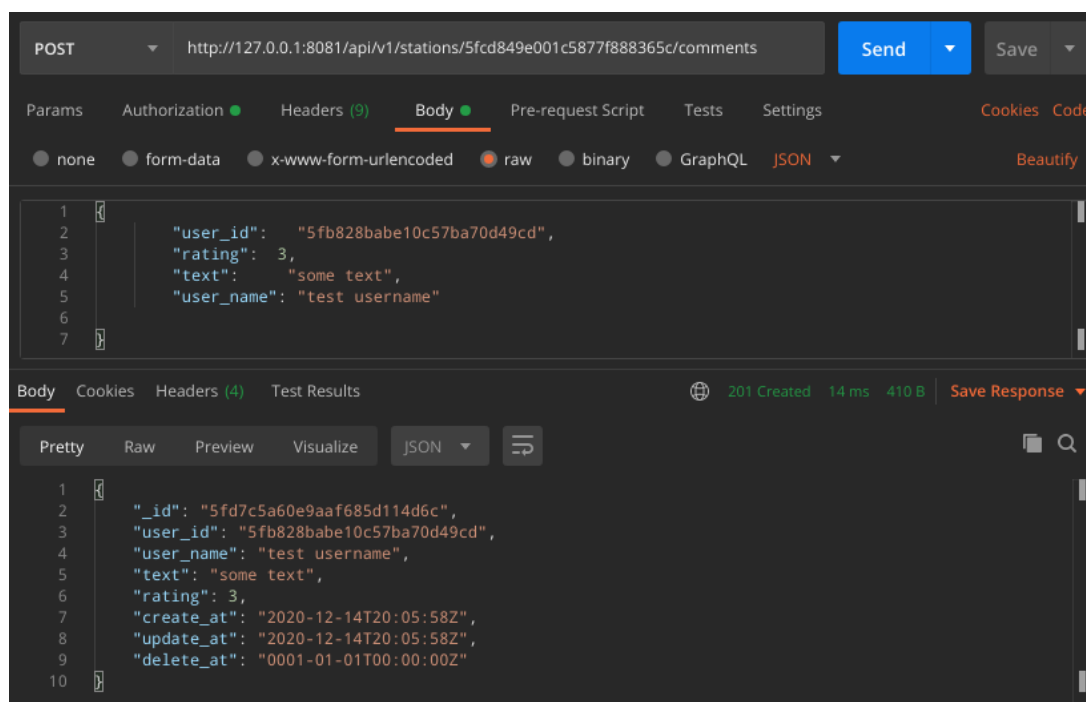 POST http://127.0.0.1:8081/api/v1/stations/5fcd849e001c5877f888365c/comments Send Save
Params Authorization Headers (9) Body Pre-request Script Tests Settings Cookies Code
none form-data x-www-form-urlencoded raw binary GraphQL JSON Beautify
1 {
2 "user_id": "5fb828babe10c57ba70d49cd",
3 "rating": 3,
4 "text": "some text",
5 "user_name": "test username"
6
7 }
Body Cookies Headers (4) Test Results 201 Created 14 ms 410 B Save Response
Pretty Raw Preview Visualize JSON
1 {
2 "_id": "5fd7c5a60e9aaf685d114d6c",
3 "user_id": "5fb828babe10c57ba70d49cd",
4 "user_name": "test username",
5 "text": "some text",
6 "rating": 3,
7 "create_at": "2020-12-14T20:05:58Z",
8 "update_at": "2020-12-14T20:05:58Z",
9 "delete_at": "0001-01-01T00:00:00Z"
10 }